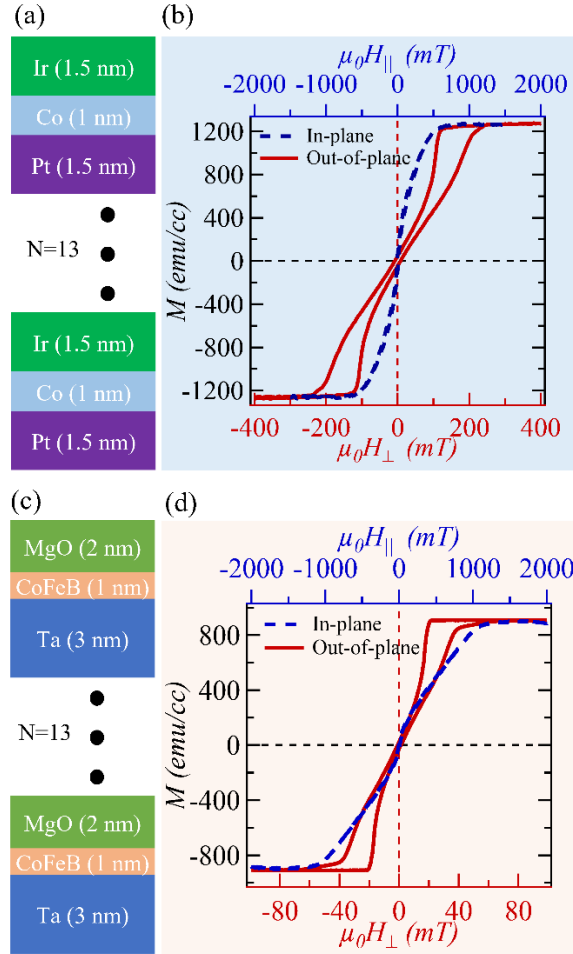 (a)
Ir (1.5 nm)
Co (1 nm)
Pt (1.5 nm)
N=13
Ir (1.5 nm)
Co (1 nm)
Pt (1.5 nm)
(b)
μ₀H|| (mT)
-2000 -1000 0 1000 2000
In-plane
Out-of-plane
M (emu/cc)
1200
800
400
0
-400
-800
-1200
-400 -200 0 200 400
μ₀H⊥ (mT)
(c)
MgO (2 nm)
CoFeB (1 nm)
Ta (3 nm)
N=13
MgO (2 nm)
CoFeB (1 nm)
Ta (3 nm)
(d)
μ₀H|| (mT)
-2000 -1000 0 1000 2000
In-plane
Out-of-plane
M (emu/cc)
800
400
0
-400
-800
-80 -40 0 40 80
μ₀H⊥ (mT)